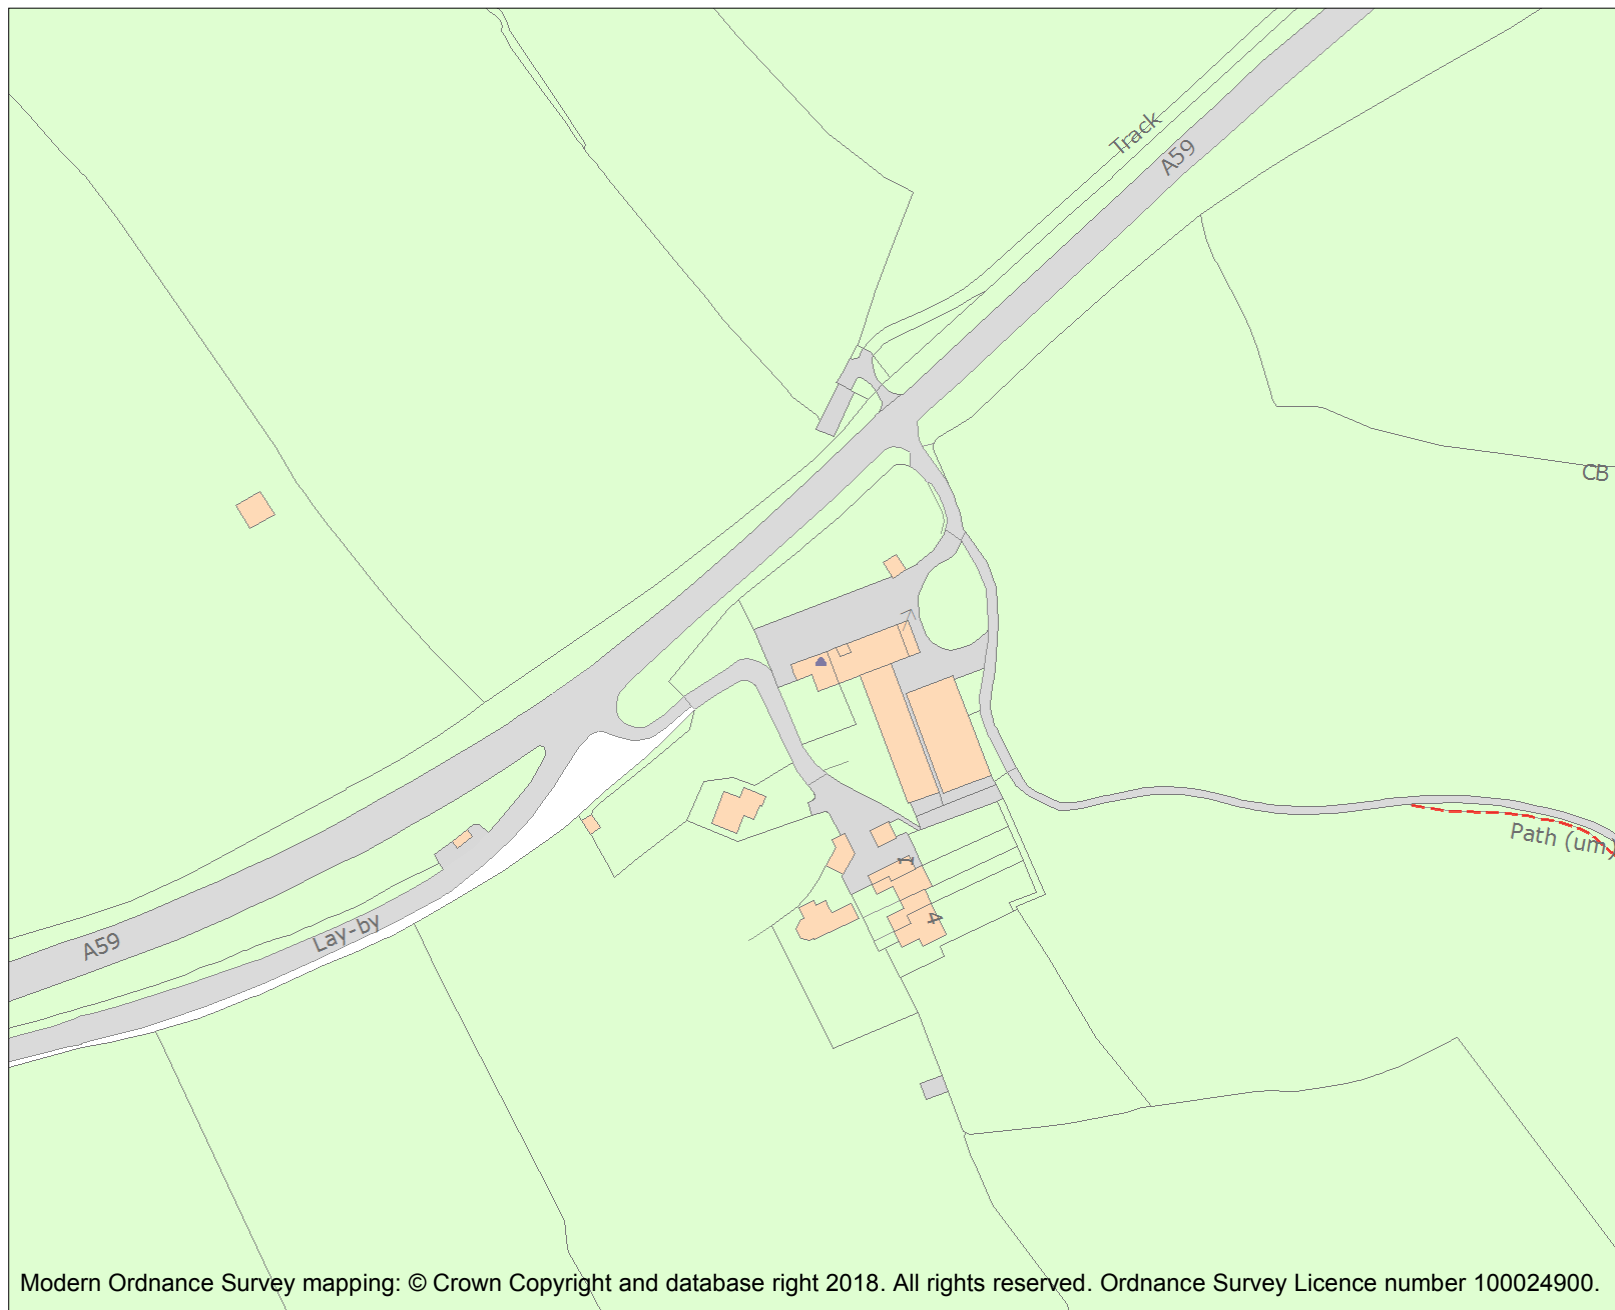 Track
A59
CB
Path (um)
1
4
Lay-by
A59
Modern Ordnance Survey mapping: © Crown Copyright and database right 2018. All rights reserved. Ordnance Survey Licence number 100024900.